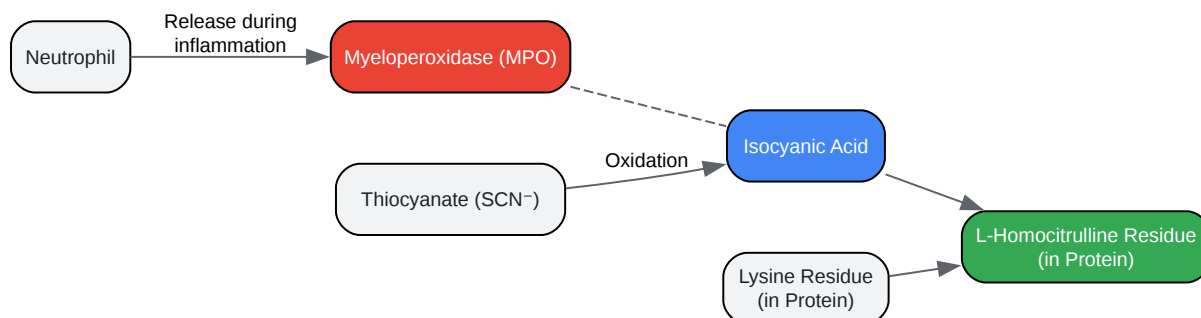 Release during
inflammation
Neutrophil
Myeloperoxidase (MPO)
Isocyanic Acid
Oxidation
Thiocyanate (SCN⁻)
L-Homocitrulline Residue
(in Protein)
Lysine Residue
(in Protein)